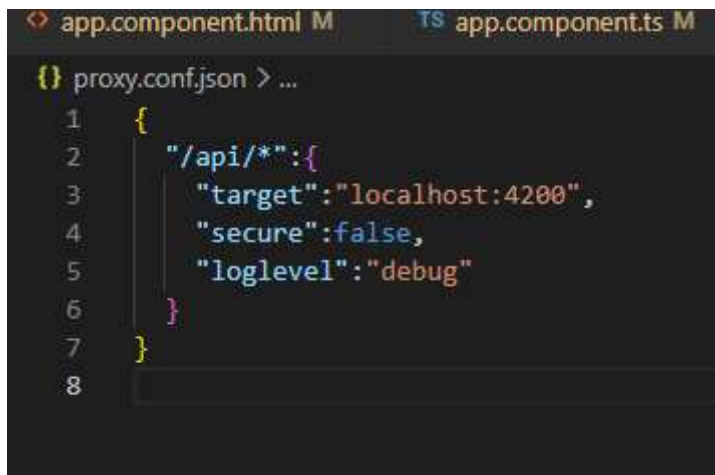 <> app.component.html M TS app.component.ts M
{} proxy.conf.json > ...
1 {
2 "/api/*":{
3 "target":"localhost:4200",
4 "secure":false,
5 "loglevel":"debug"
6 }
7 }
8